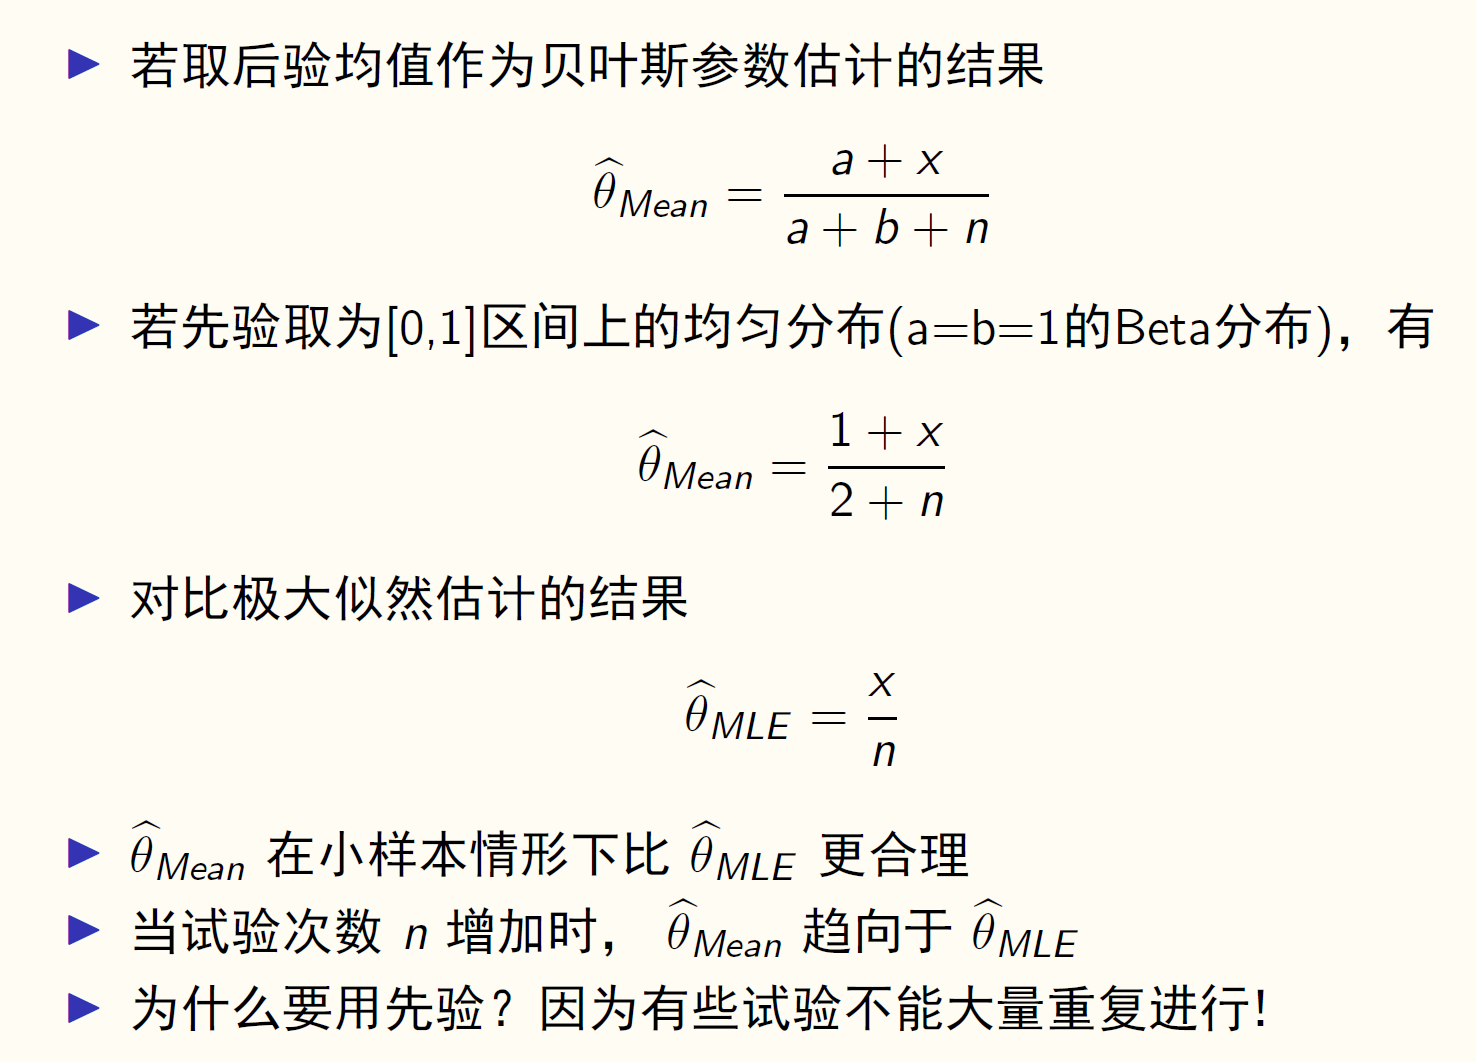 ▶ 若取后验均值作为贝叶斯参数估计的结果
$\widehat{\theta}_{Mean} = \frac{a + x}{a + b + n}$
▶ 若先验取为[0,1]区间上的均匀分布(a=b=1的Beta分布)，有
$\widehat{\theta}_{Mean} = \frac{1 + x}{2 + n}$
▶ 对比极大似然估计的结果
$\widehat{\theta}_{MLE} = \frac{x}{n}$
▶ $\widehat{\theta}_{Mean}$ 在小样本情形下比 $\widehat{\theta}_{MLE}$ 更合理
▶ 当试验次数 $n$ 增加时， $\widehat{\theta}_{Mean}$ 趋向于 $\widehat{\theta}_{MLE}$
▶ 为什么要用先验？因为有些试验不能大量重复进行！